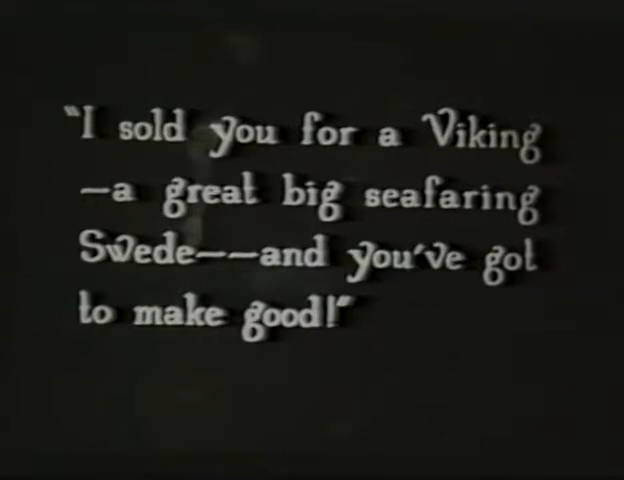 "I sold you for a Viking
—a great big seafaring
Swede——and you've got
to make good!"